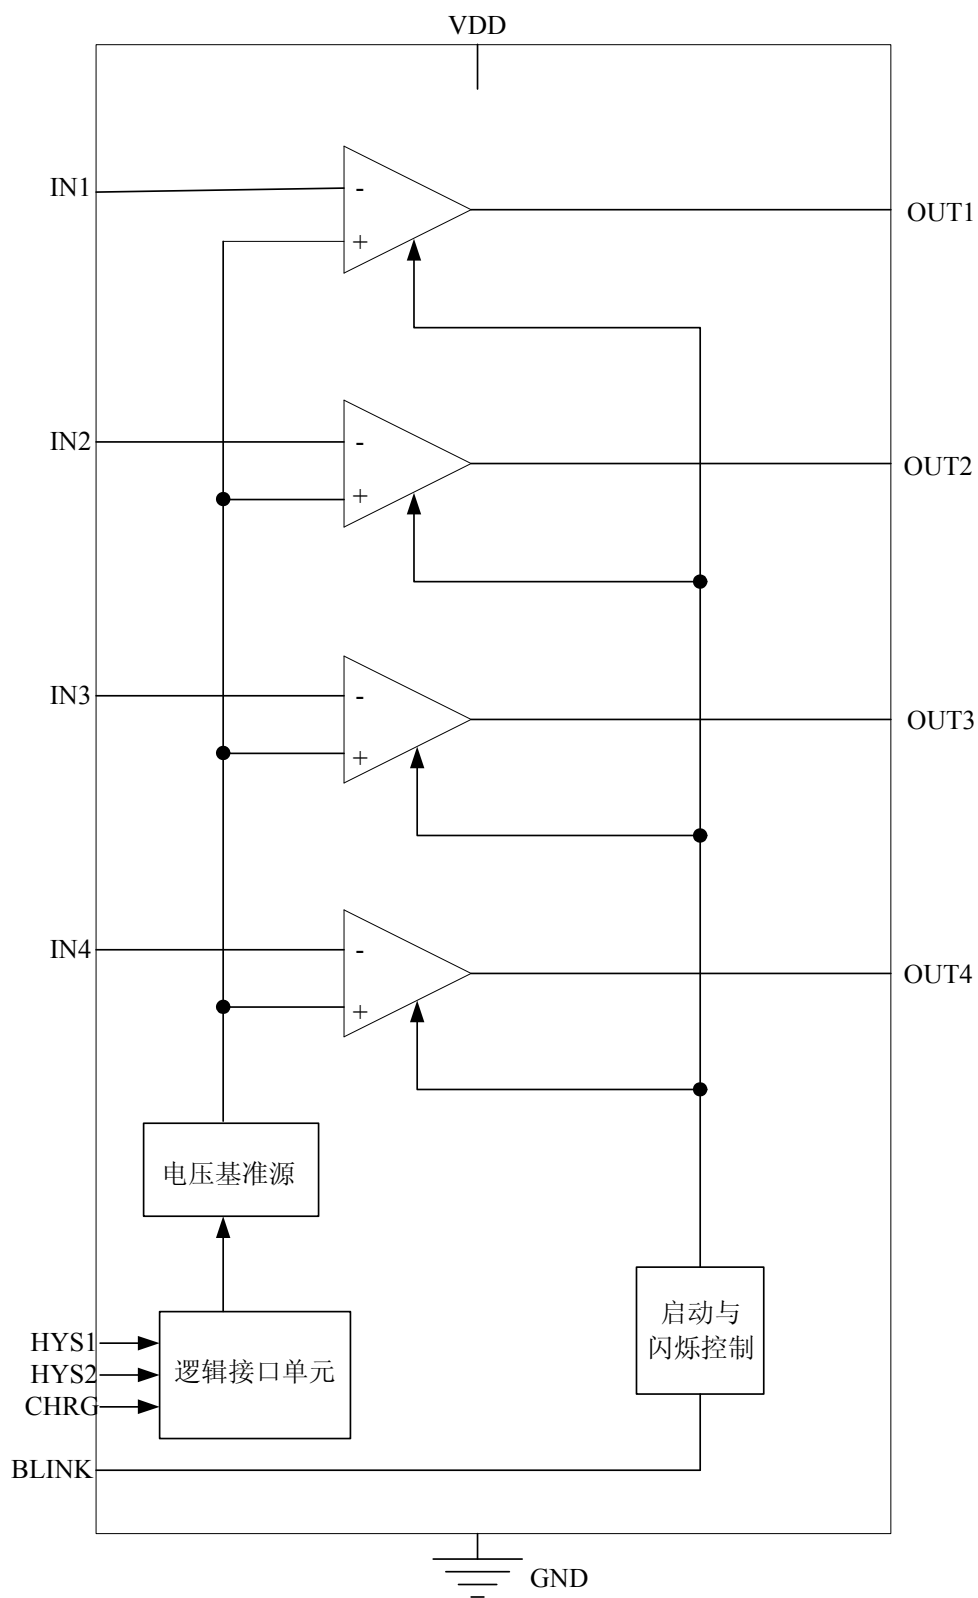 VDD
IN1
-
+
OUT1
IN2
-
+
OUT2
IN3
-
+
OUT3
IN4
-
+
OUT4
电压基准源
启动与
闪烁控制
HYS1
HYS2
CHRG
逻辑接口单元
BLINK
GND